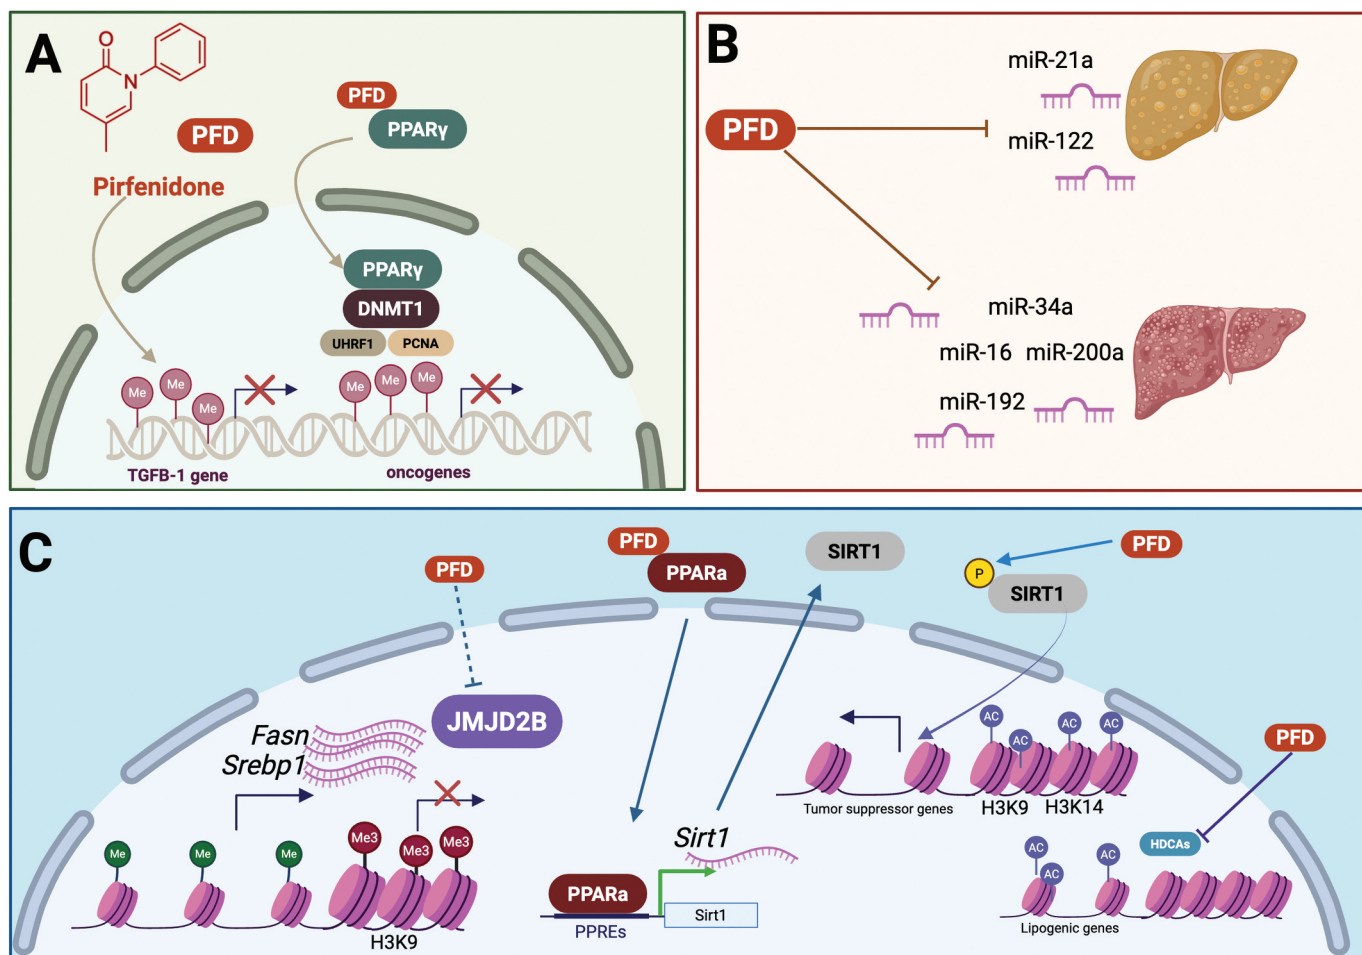 A
O
N
PFD
Pirfenidone
PFD
PPARγ
PPARγ
DNMT1
UHRF1 PCNA
Me Me Me
Me Me Me
TGFB-1 gene
oncogenes
B
PFD
miR-21a
miR-122
miR-34a
miR-16 miR-200a
miR-192
C
PFD
JMJD2B
Fasn
Srebp1
Me Me Me
Me3 Me3 Me3
H3K9
PFD
PPARa
SIRT1
Sirt1
PPARa
Sirt1
PPREs
PFD
P
SIRT1
AC AC AC AC
Tumor suppressor genes
H3K9 H3K14
PFD
HDCAs
AC AC AC
Lipogenic genes